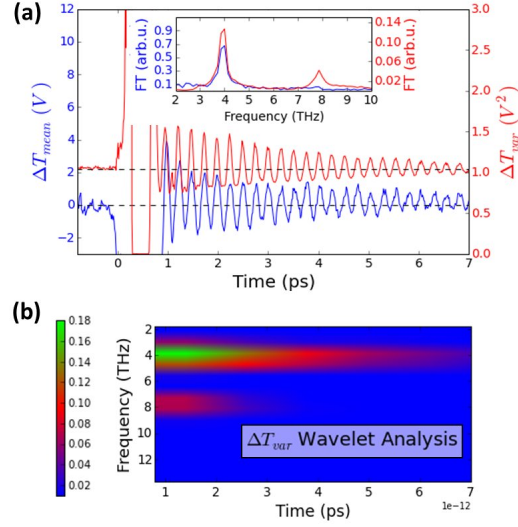 (a)
12
10
8
6
4
2
0
−2
ΔT_mean (V)
3.0
2.5
2.0
1.5
1.0
0.5
0.0
ΔT_var (V²)
0.9
0.7
0.5
0.3
0.1
FT (arb.u.)
0.14
0.10
0.06
0.02
FT (arb.u.)
2 3 4 5 6 7 8 9 10
Frequency (THz)
0 1 2 3 4 5 6 7
Time (ps)
(b)
0.18
0.16
0.14
0.12
0.10
0.08
0.06
0.04
0.02
Frequency (THz)
2
4
6
8
10
12
ΔT_var Wavelet Analysis
1 2 3 4 5 6 7
1e−12
Time (ps)